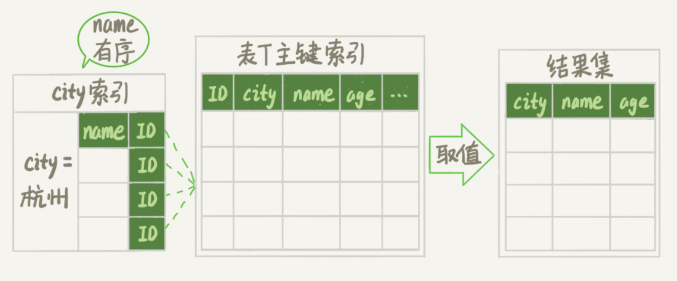 name
有序
city索引
name ID
city=
杭州
ID
ID
ID
表T主键索引
ID city name age ...
取值
结果集
city name age